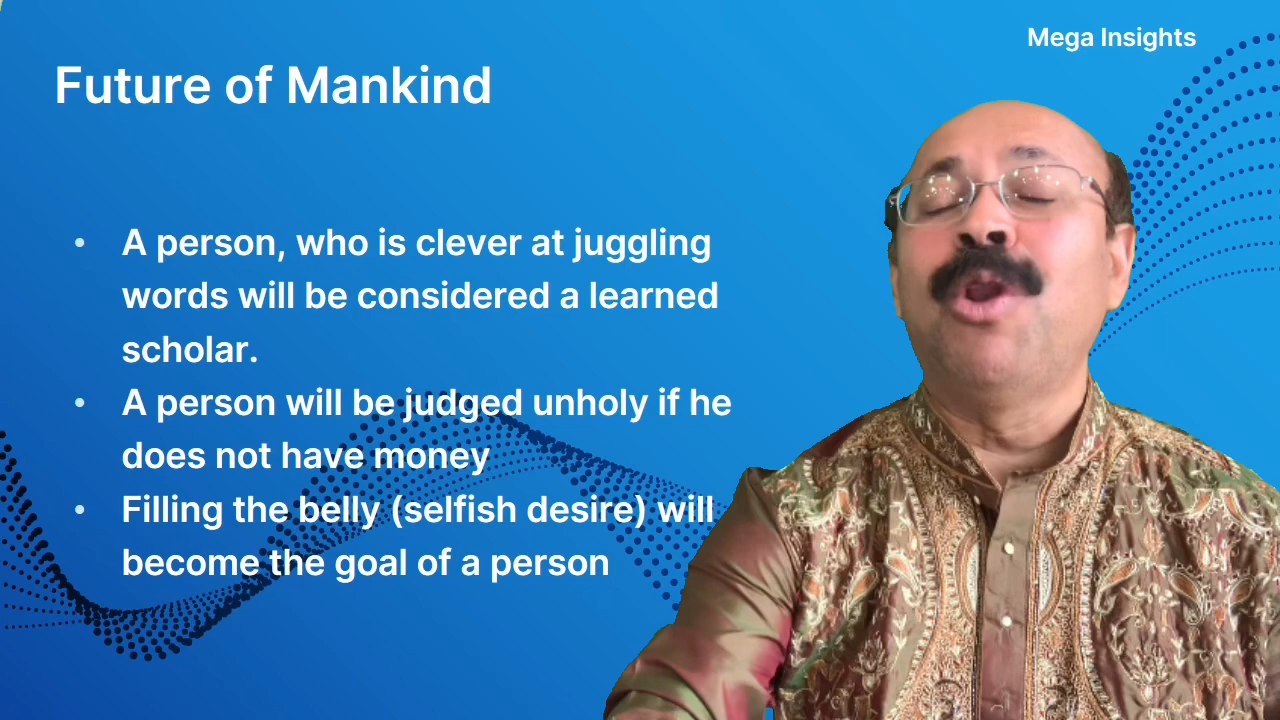 Mega Insights
Future of Mankind
• A person, who is clever at juggling
words will be considered a learned
scholar.
• A person will be judged unholy if he
does not have money
• Filling the belly (selfish desire) will
become the goal of a person